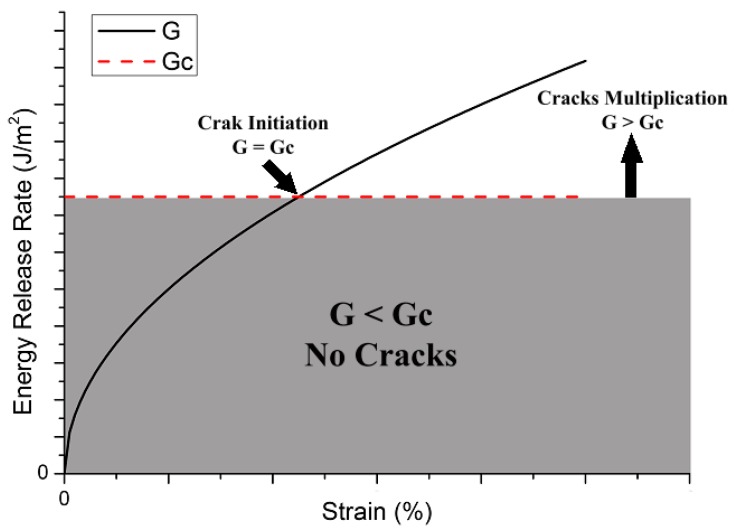 G
Gc
Crak Initiation
G = Gc
Cracks Multiplication
G > Gc
G < Gc
No Cracks
Energy Release Rate (J/m²)
0
0
Strain (%)